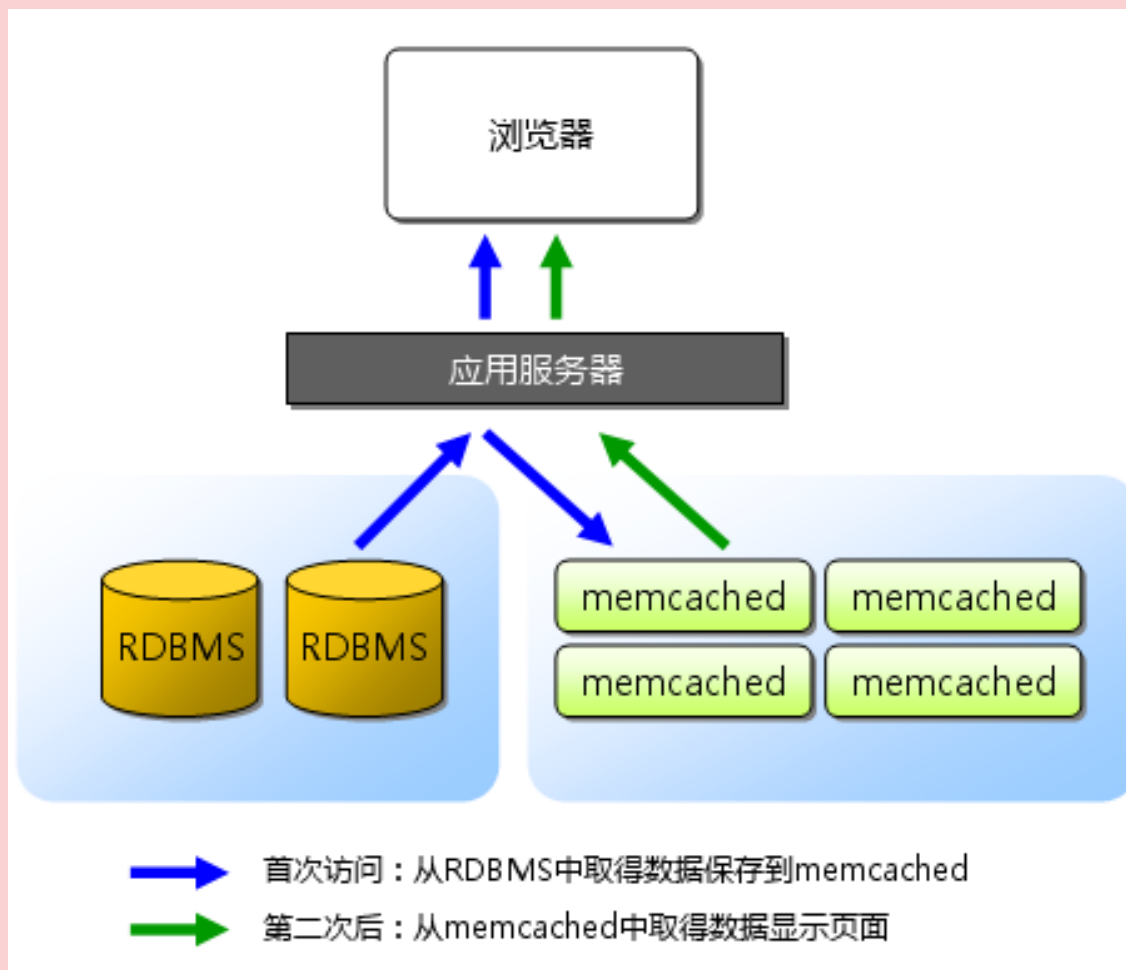 浏览器
应用服务器
RDBMS RDBMS
memcached memcached
memcached memcached
首次访问：从RDBMS中取得数据保存到memcached
第二次后：从memcached中取得数据显示页面